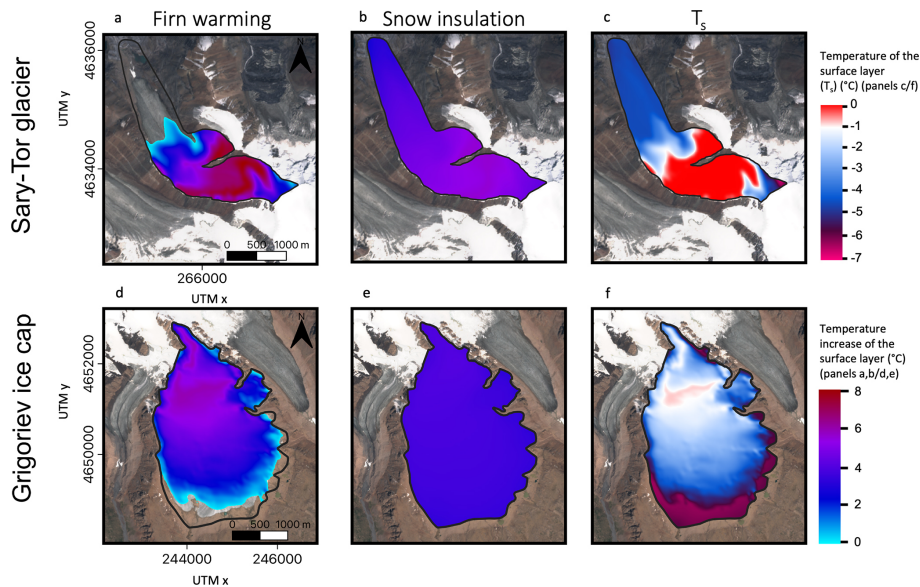 a Firn warming
b Snow insulation
c Ts
Sary-Tor glacier
UTM y
4636000
4634000
N
0 500 1000 m
266000
UTM x
Temperature of the
surface layer
(Ts) (°C) (panels c/f)
0
-1
-2
-3
-4
-5
-6
-7
Grigoriev ice cap
UTM y
4652000
4650000
d
N
0 500 1000 m
244000 246000
UTM x
e
f
Temperature
increase of the
surface layer (°C)
(panels a,b/d,e)
8
6
4
2
0